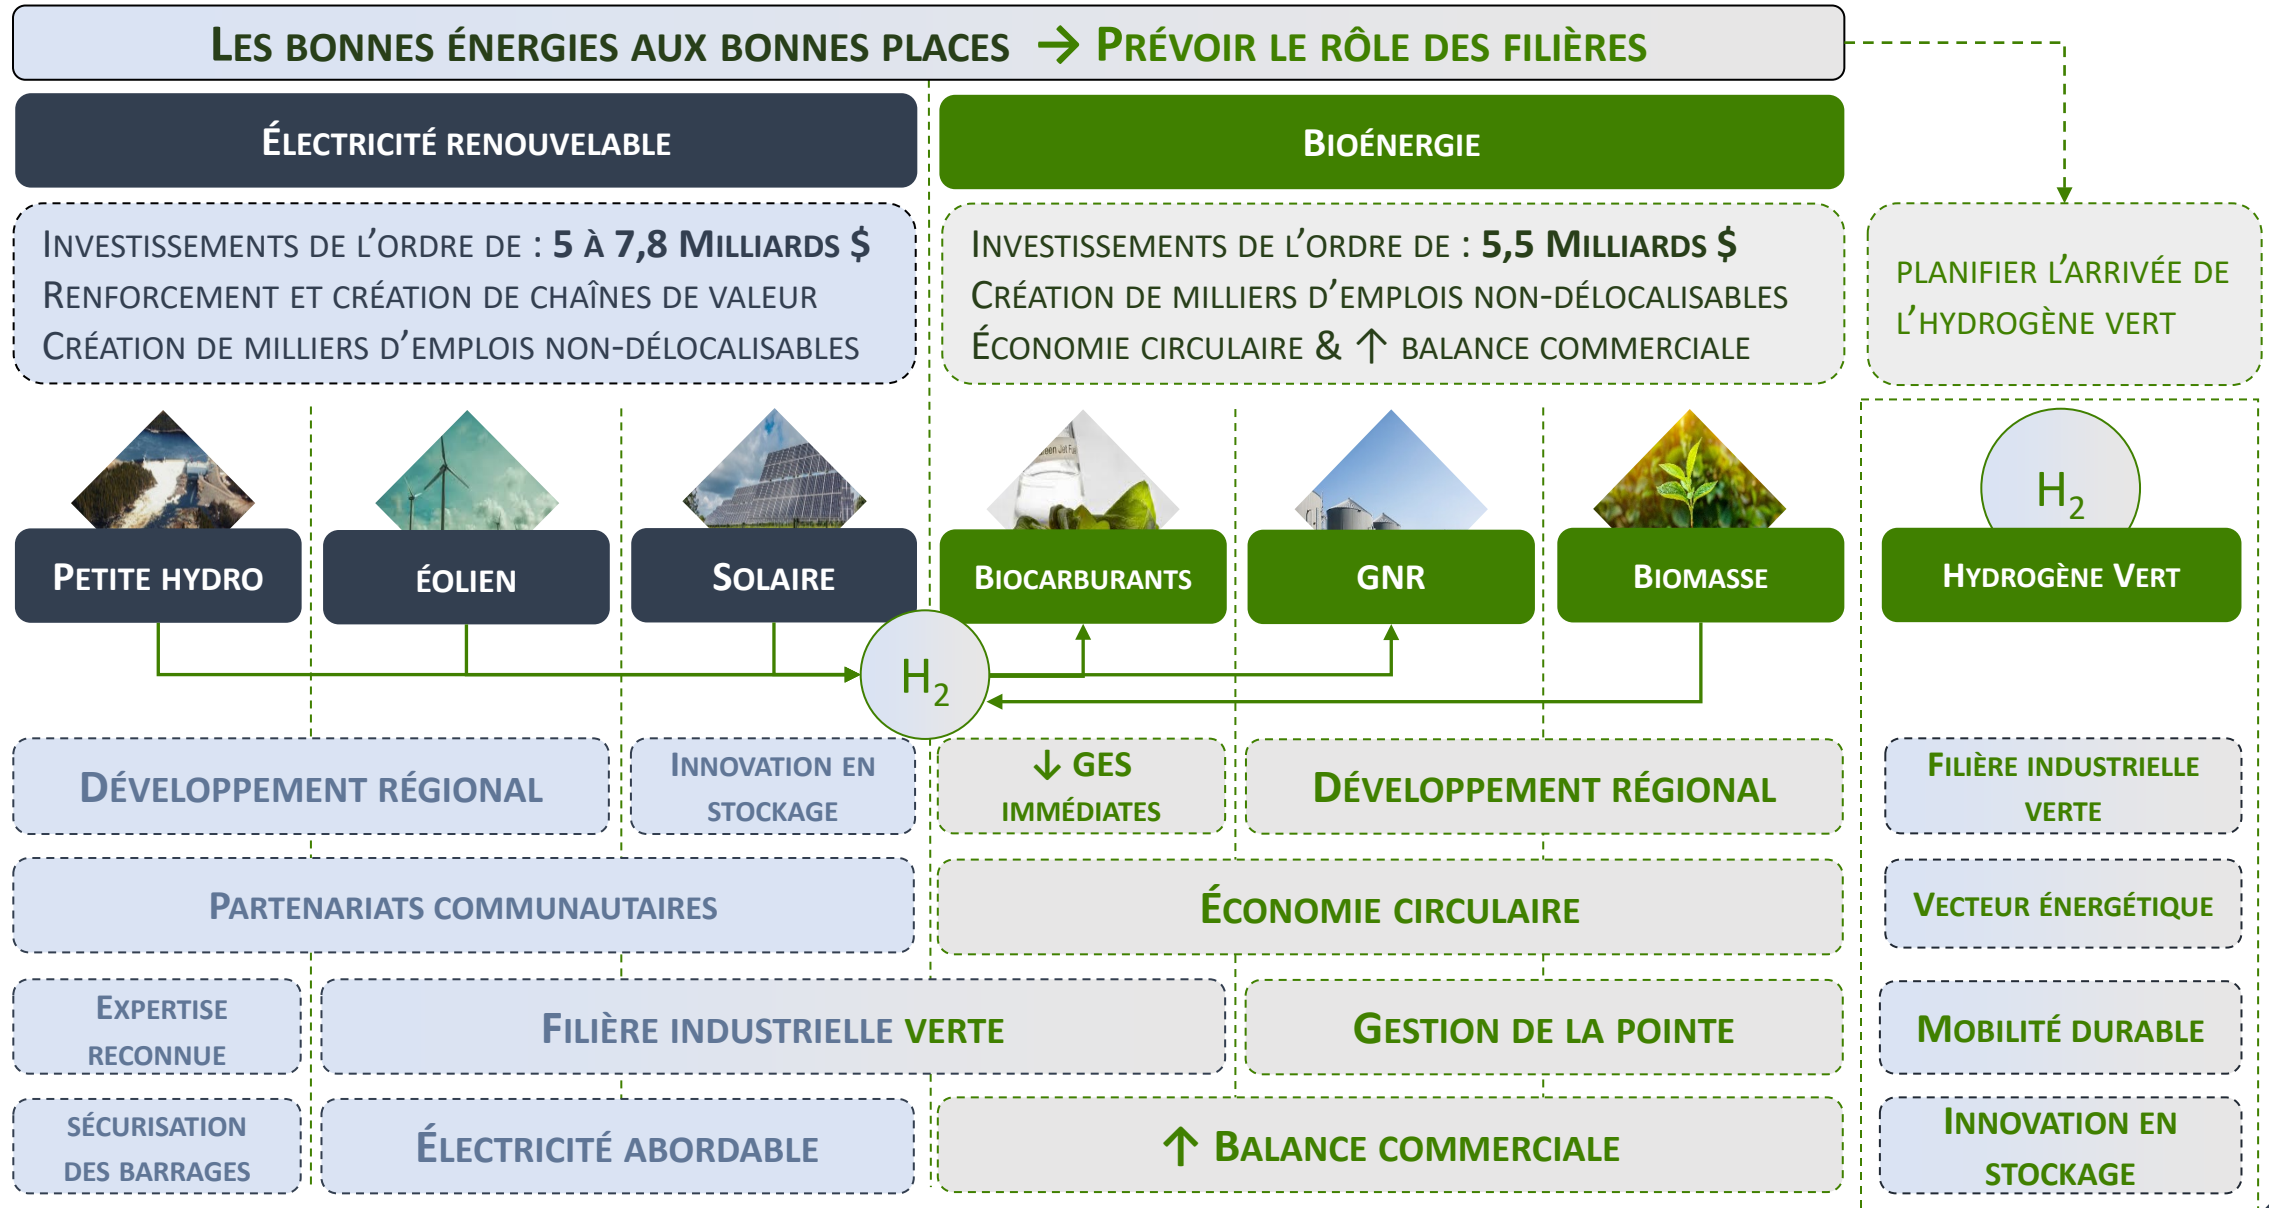 Les bonnes énergies aux bonnes places → Prévoir le rôle des filières
Électricité renouvelable
Investissements de l’ordre de : 5 à 7,8 Milliards $
Renforcement et création de chaînes de valeur
Création de milliers d’emplois non-délocalisables
Bioénergie
Investissements de l’ordre de : 5,5 Milliards $
Création de milliers d’emplois non-délocalisables
Économie circulaire & ↑ balance commerciale
planifier l’arrivée de
l’hydrogène vert
Petite hydro
éolien
Solaire
Biocarburants
GNR
Biomasse
H2
Hydrogène Vert
H2
Développement régional
Innovation en
stockage
↓ GES
immédiates
Développement régional
Filière industrielle
verte
Partenariats communautaires
Économie circulaire
Vecteur énergétique
Expertise
reconnue
Filière industrielle verte
Gestion de la pointe
Mobilité durable
sécurisation
des barrages
Électricité abordable
↑ Balance commerciale
Innovation en
stockage